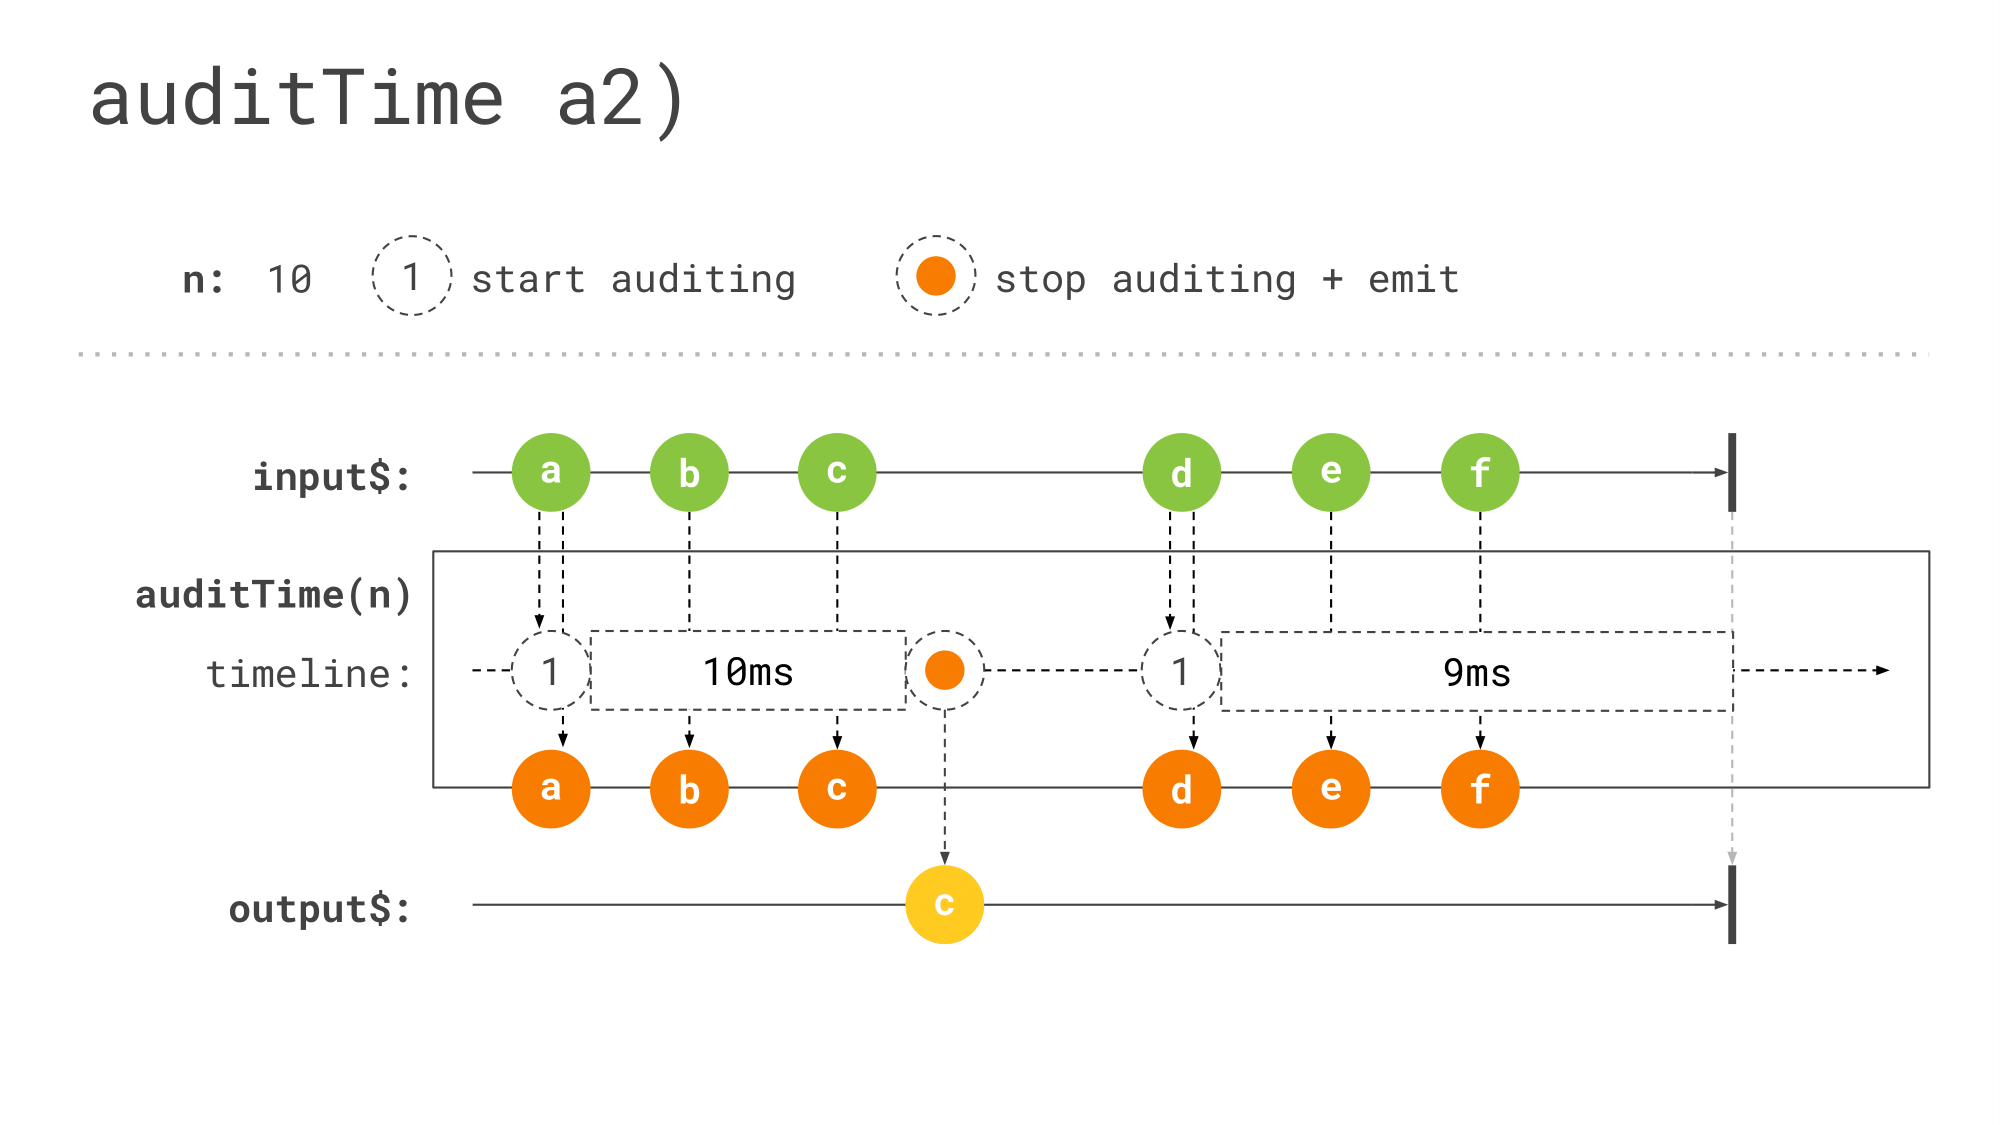 auditTime a2)
n: 10 1 start auditing stop auditing + emit
input$: a b c d e f
auditTime(n)
timeline: 1 10ms 1 9ms
a b c d e f
output$: c